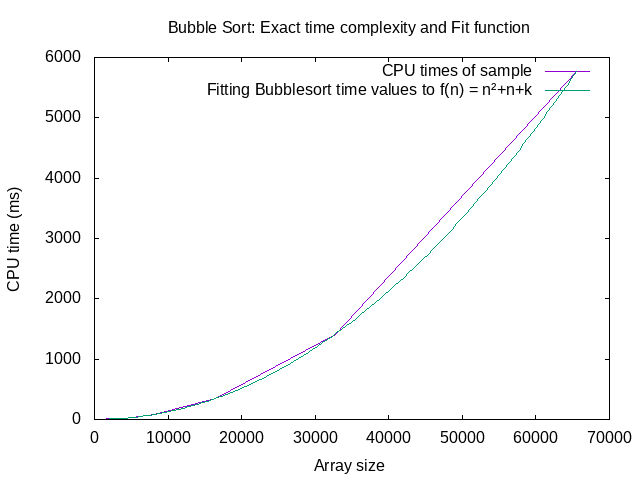 Bubble Sort: Exact time complexity and Fit function
6000
CPU times of sample
Fitting Bubblesort time values to f(n) = n²+n+k
5000
4000
CPU time (ms)
3000
2000
1000
0
0 10000 20000 30000 40000 50000 60000 70000
Array size